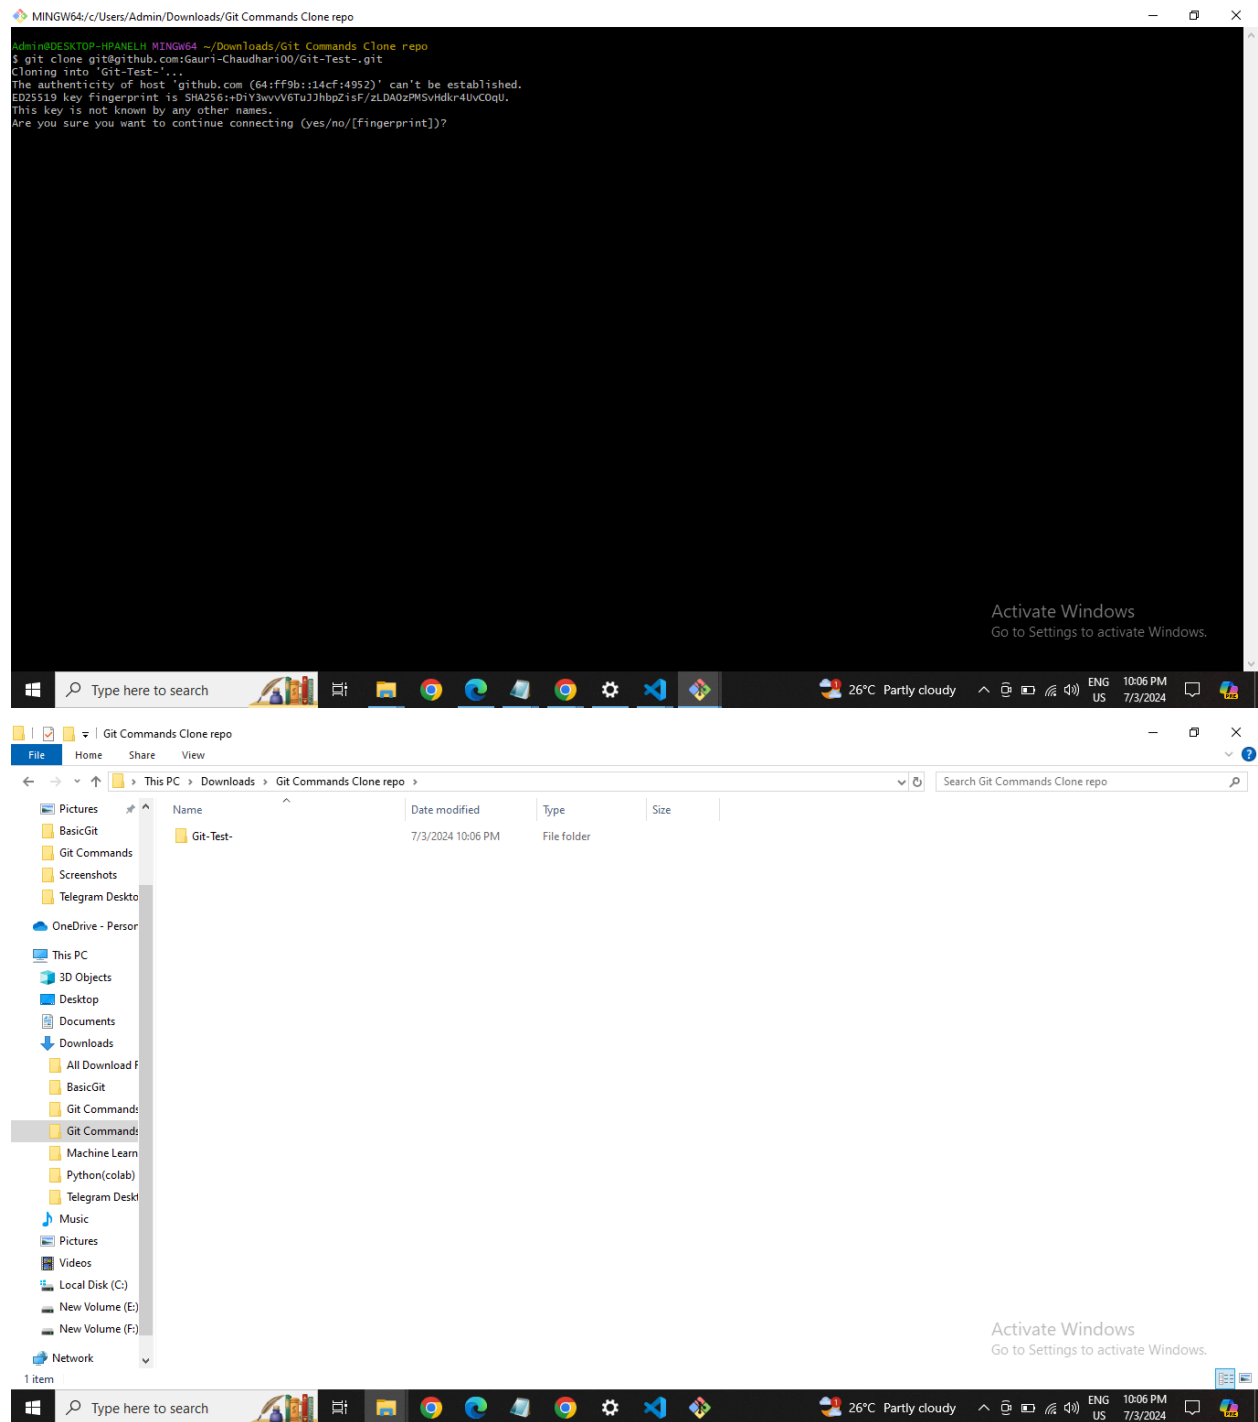 MINGW64:/c/Users/Admin/Downloads/Git Commands Clone repo
Admin@DESKTOP-HPANELH MINGW64 ~/Downloads/Git Commands Clone repo
$ git clone git@github.com:Gauri-Chaudhari00/Git-Test-.git
Cloning into 'Git-Test-'...
The authenticity of host 'github.com (64:ff9b::14cf:4952)' can't be established.
ED25519 key fingerprint is SHA256:+DiY3wvvV6TuJJhbpZisF/zLDA0zPMSvHdkr4UvCOqU.
This key is not known by any other names.
Are you sure you want to continue connecting (yes/no/[fingerprint])?
Activate Windows
Go to Settings to activate Windows.
Type here to search
26°C Partly cloudy
ENG
US
10:06 PM
7/3/2024
Git Commands Clone repo
File Home Share View
This PC > Downloads > Git Commands Clone repo >
Search Git Commands Clone repo
Name Date modified Type Size
Git-Test- 7/3/2024 10:06 PM File folder
Pictures
BasicGit
Git Commands
Screenshots
Telegram Deskto
OneDrive - Person
This PC
3D Objects
Desktop
Documents
Downloads
All Download F
BasicGit
Git Commands
Git Commands
Machine Learn
Python(colab)
Telegram Deskt
Music
Pictures
Videos
Local Disk (C:)
New Volume (E:)
New Volume (F:)
Network
1 item
Activate Windows
Go to Settings to activate Windows.
Type here to search
26°C Partly cloudy
ENG
US
10:06 PM
7/3/2024